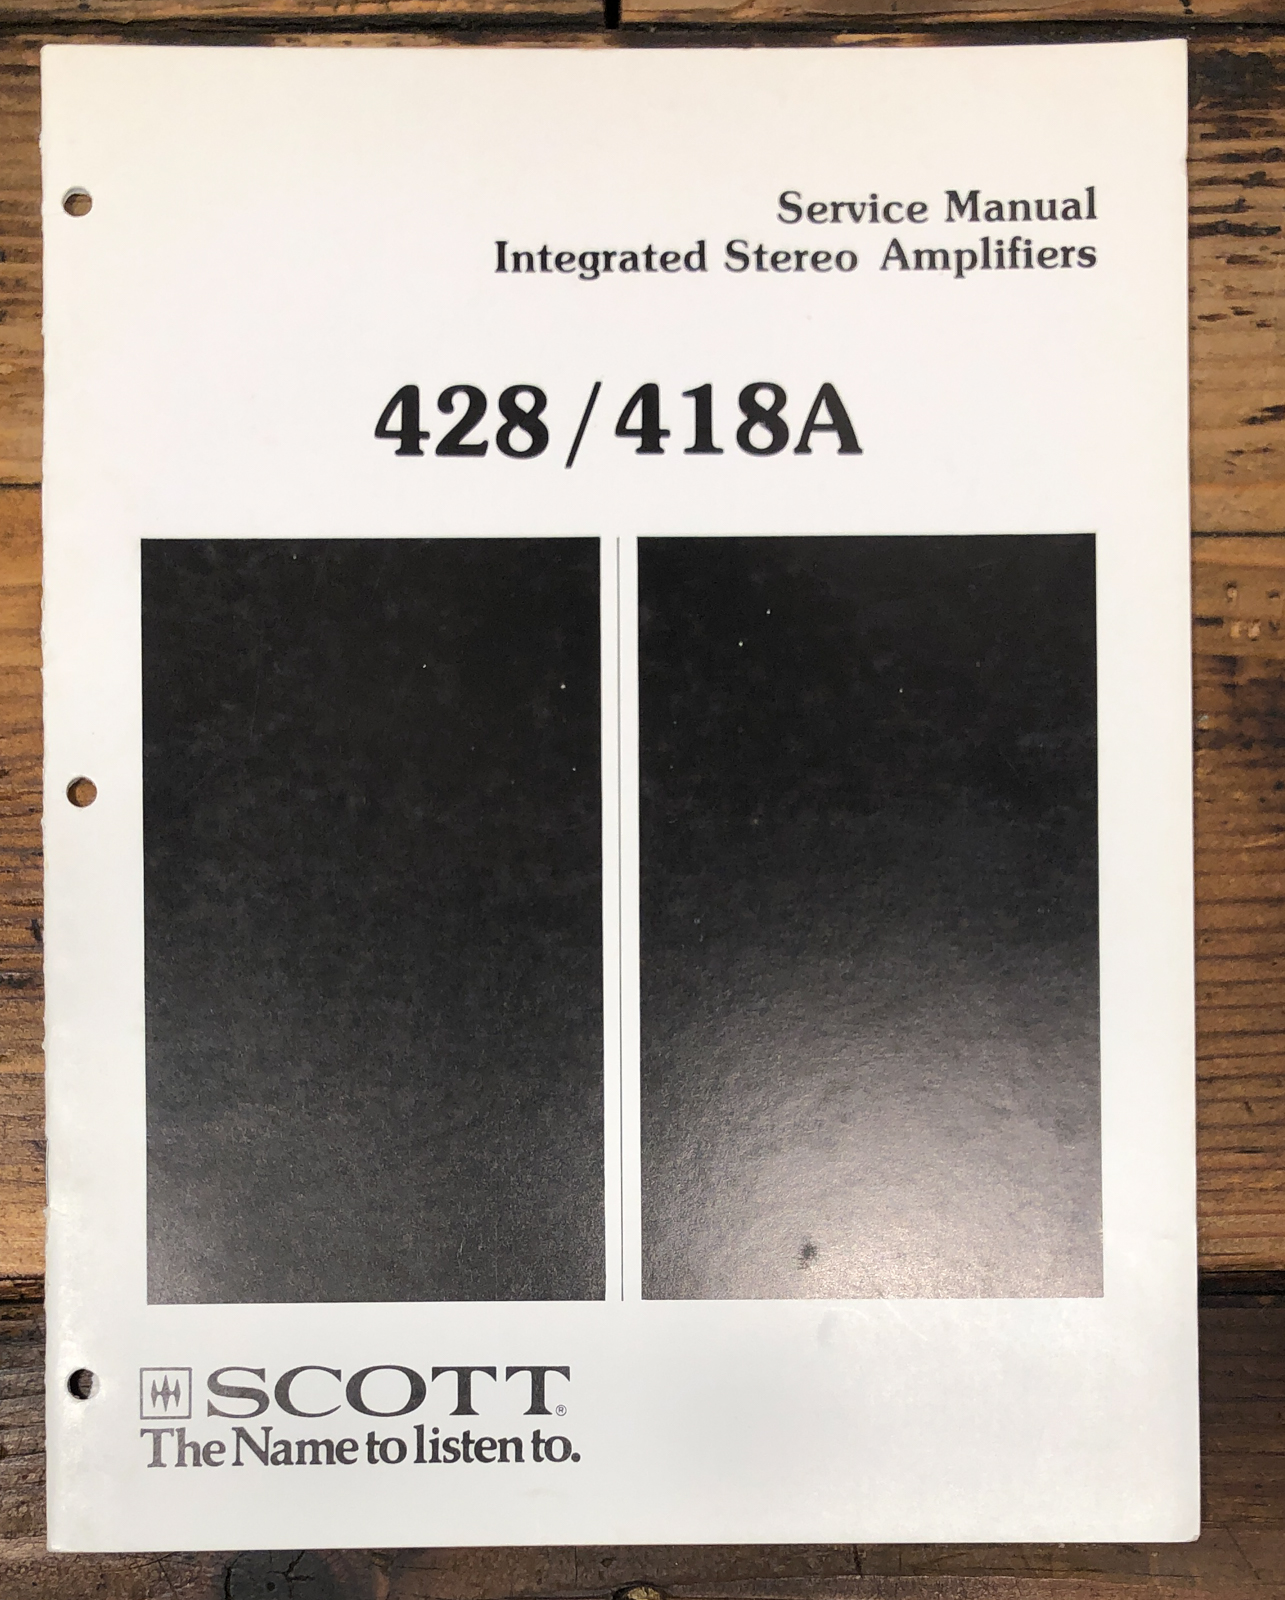 Service Manual
Integrated Stereo Amplifiers
428/418A
SCOTT®
The Name to listen to.